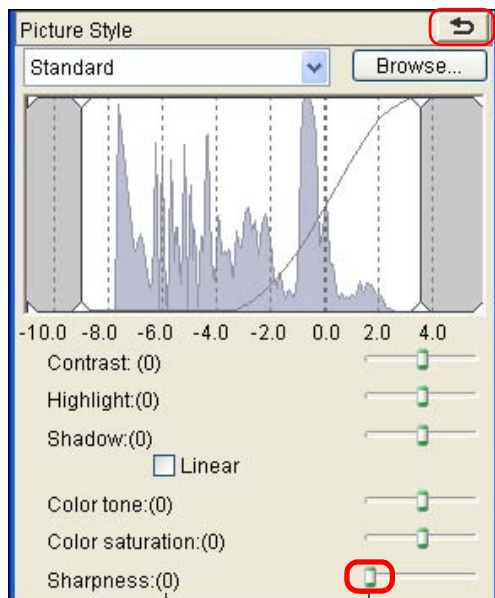 Picture Style
Standard Browse...
-10.0 -8.0 -6.0 -4.0 -2.0 0.0 2.0 4.0
Contrast: (0)
Highlight:(0)
Shadow:(0)
Linear
Color tone:(0)
Color saturation:(0)
Sharpness:(0)